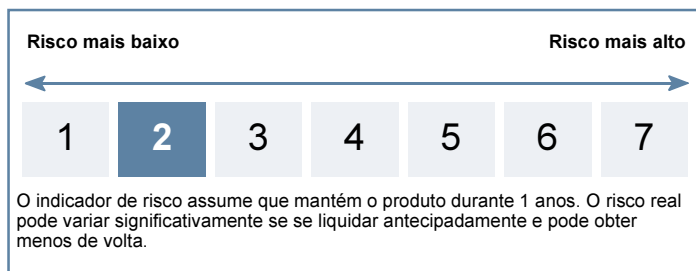 Risco mais baixo Risco mais alto
1 2 3 4 5 6 7
O indicador de risco assume que mantém o produto durante 1 anos. O risco real
pode variar significativamente se se liquidar antecipadamente e pode obter
menos de volta.